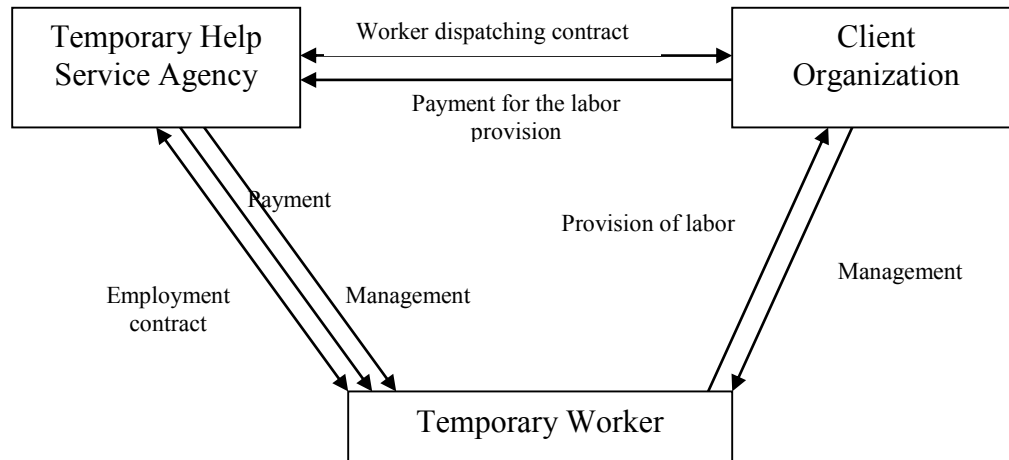 Temporary Help
Service Agency
Worker dispatching contract
Client
Organization
Payment for the labor
provision
Payment
Provision of labor
Employment
contract
Management
Management
Temporary Worker